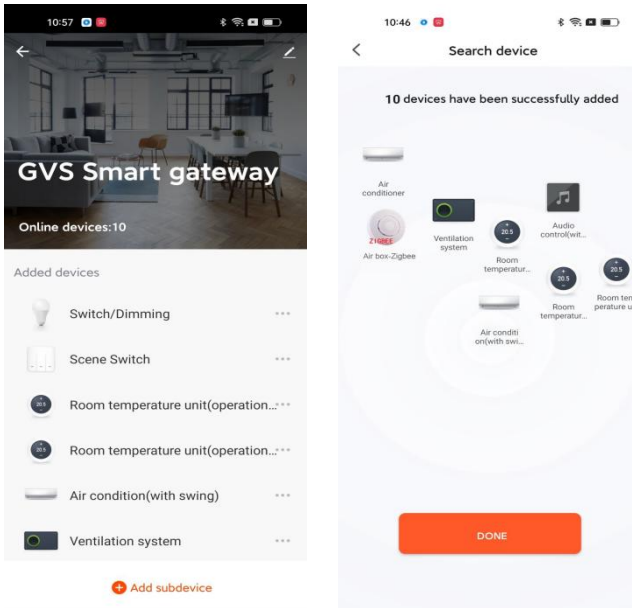 10:57
GVS Smart gateway
Online devices:10
Added devices
Switch/Dimming
Scene Switch
Room temperature unit(operation...
Room temperature unit(operation...
Air condition(with swing)
Ventilation system
Add subdevice
10:46
Search device
10 devices have been successfully added
Air
conditioner
ZIGBEE
Air box-Zigbee
Ventilation
system
20.5
Room
temperatur...
Audio
control(wit...
20.5
Room
temperatur...
20.5
Room ten
perature u
Air conditi
on(with swi...
DONE